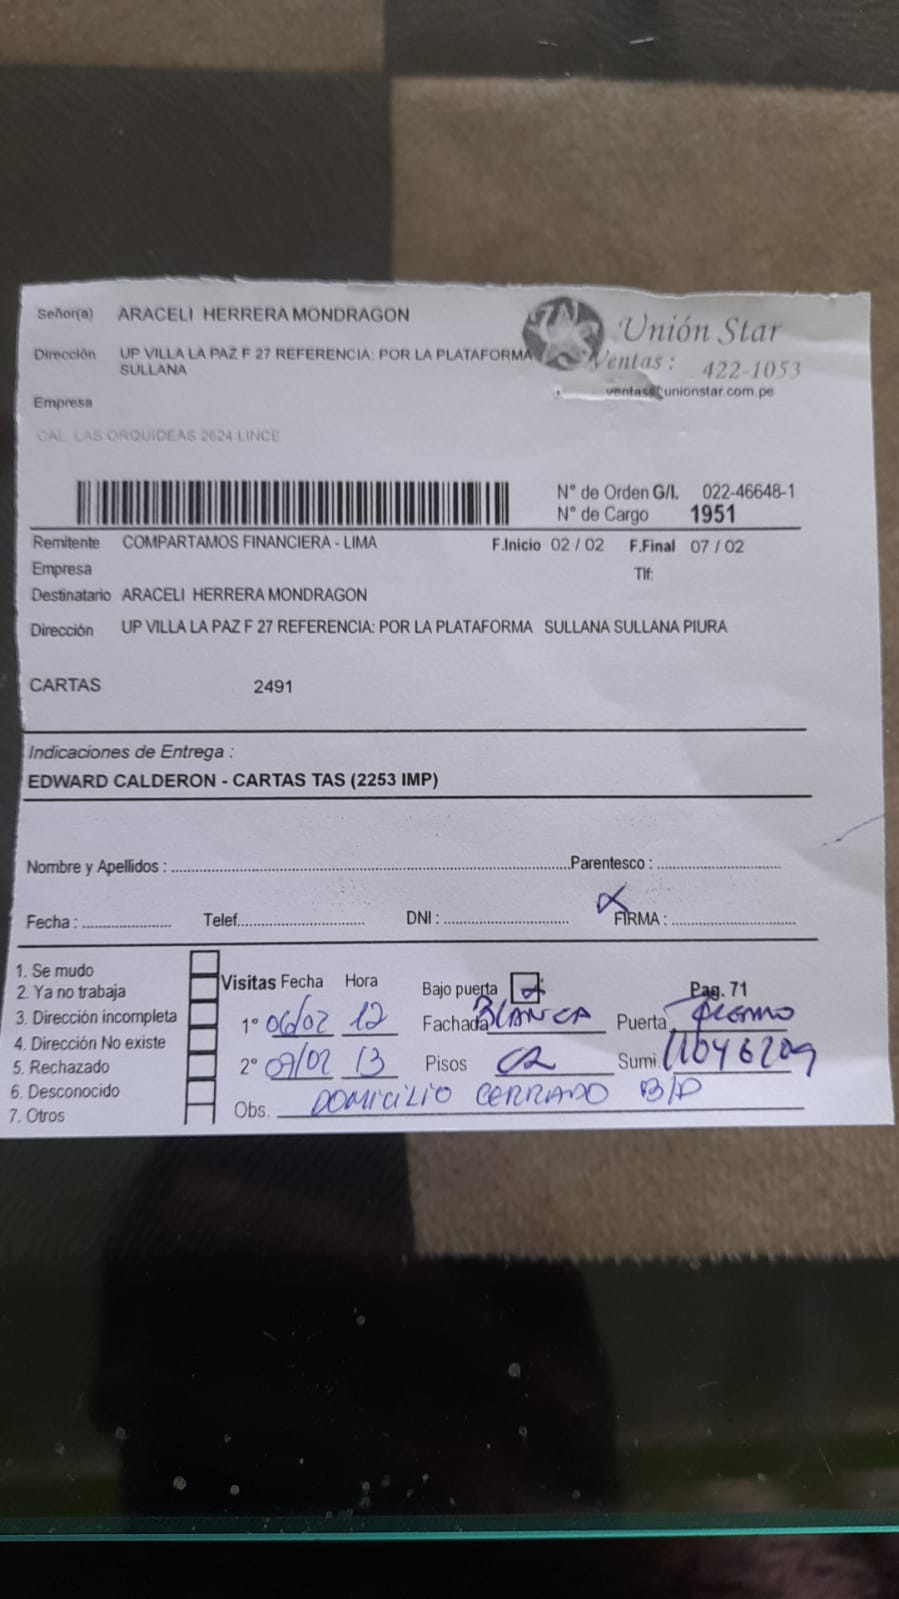 Señor(a) ARACELI HERRERA MONDRAGON
Unión Star
Dirección UP VILLA LA PAZ F 27 REFERENCIA: POR LA PLATAFORMA
SULLANA
Ventas: 422-1053
ventas@unionstar.com.pe
Empresa
CAL. LAS ORQUIDEAS 2624 LINCE
N° de Orden G/I. 022-46648-1
N° de Cargo 1951
Remitente COMPARTAMOS FINANCIERA - LIMA F.Inicio 02 / 02 F.Final 07 / 02
Empresa Tlf:
Destinatario ARACELI HERRERA MONDRAGON
Dirección UP VILLA LA PAZ F 27 REFERENCIA: POR LA PLATAFORMA SULLANA SULLANA PIURA
CARTAS 2491
Indicaciones de Entrega :
EDWARD CALDERON - CARTAS TAS (2253 IMP)
Nombre y Apellidos : Parentesco :
Fecha : Telef. DNI : FIRMA :
1. Se mudo
2. Ya no trabaja
3. Dirección incompleta
4. Dirección No existe
5. Rechazado
6. Desconocido
7. Otros
Visitas Fecha Hora Bajo puerta Pag. 71
1° 06/02 12 Fachada BLANCA Puerta
2° 07/02 13 Pisos 02 Sumi. 11046209
Obs. DOMICILIO CERRADO B/P